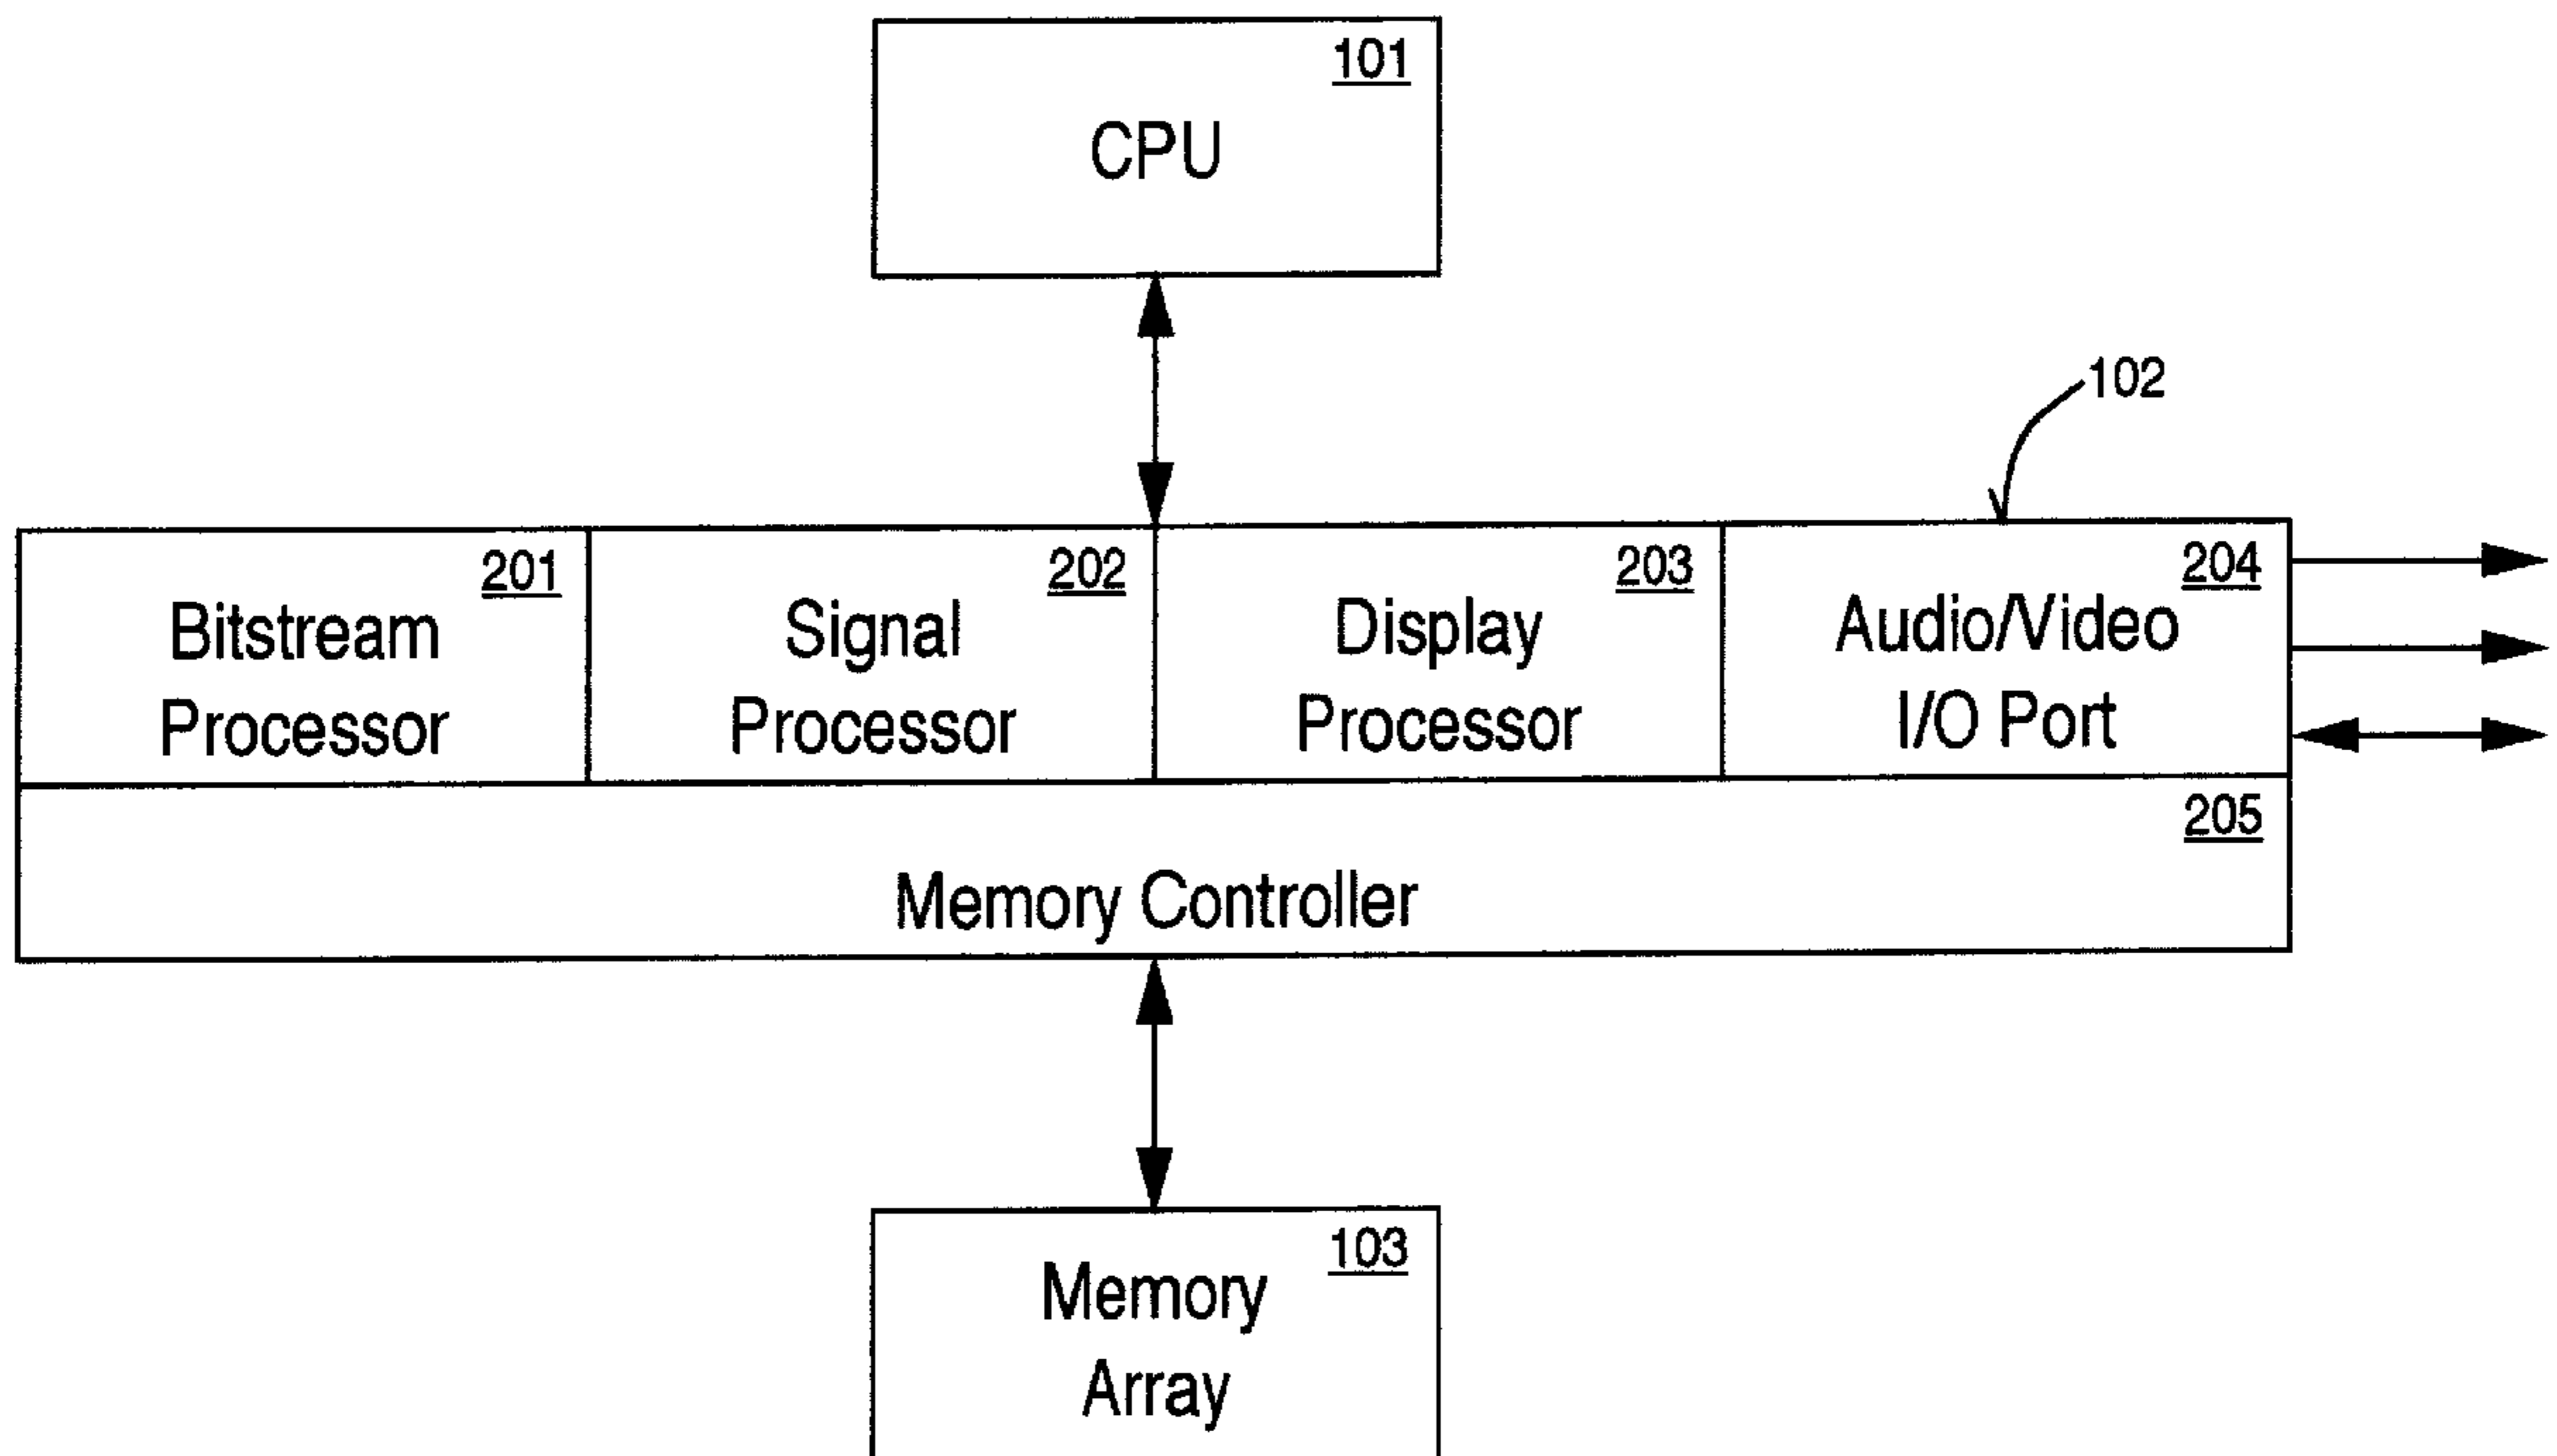 101
CPU
102
201
Bitstream
Processor
202
Signal
Processor
203
Display
Processor
204
Audio/Video
I/O Port
205
Memory Controller
103
Memory
Array